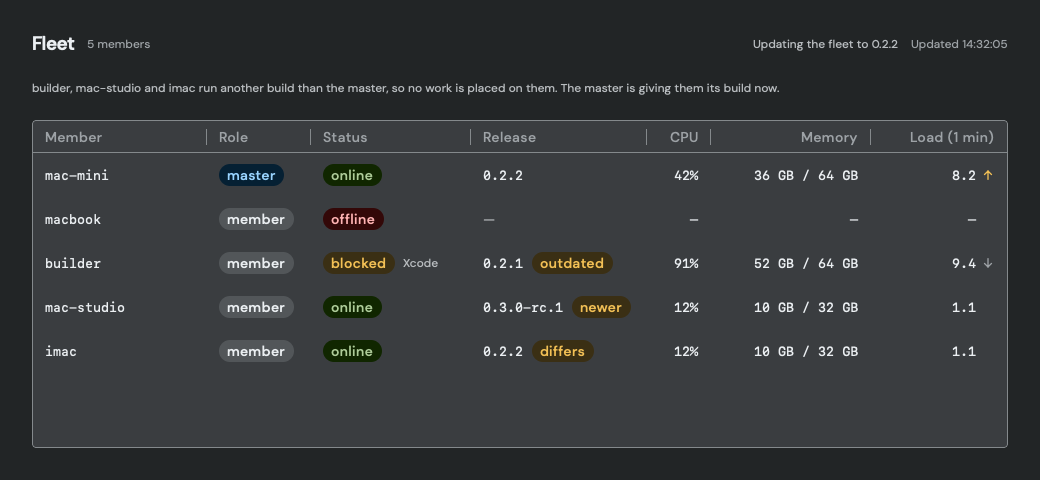 Fleet 5 members Updating the fleet to 0.2.2 Updated 14:32:05
builder, mac-studio and imac run another build than the master, so no work is placed on them. The master is giving them its build now.
Member Role Status Release CPU Memory Load (1 min)
mac-mini master online 0.2.2 42% 36 GB / 64 GB 8.2 ↑
macbook member offline — — — —
builder member blocked Xcode 0.2.1 outdated 91% 52 GB / 64 GB 9.4 ↓
mac-studio member online 0.3.0-rc.1 newer 12% 10 GB / 32 GB 1.1
imac member online 0.2.2 differs 12% 10 GB / 32 GB 1.1